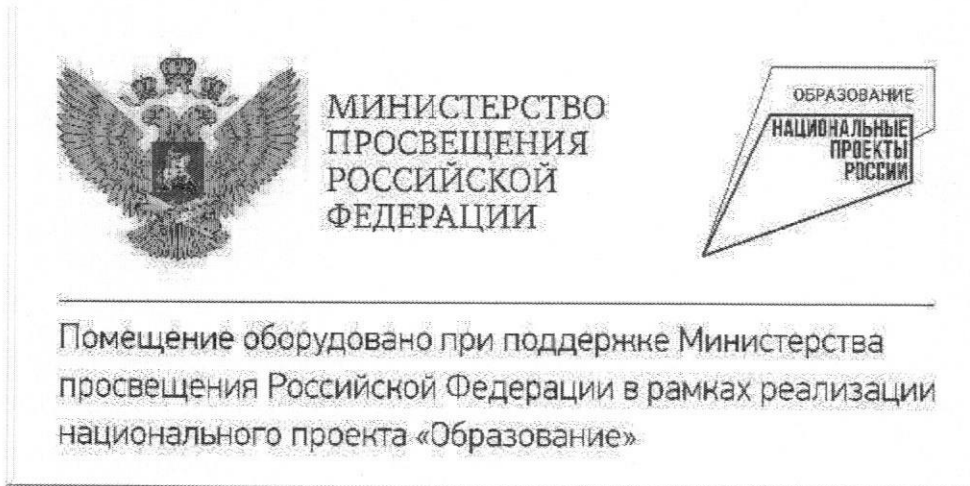 МИНИСТЕРСТВО
ПРОСВЕЩЕНИЯ
РОССИЙСКОЙ
ФЕДЕРАЦИИ
ОБРАЗОВАНИЕ
НАЦИОНАЛЬНЫЕ
ПРОЕКТЫ
РОССИИ
Помещение оборудовано при поддержке Министерства
просвещения Российской Федерации в рамках реализации
национального проекта «Образование»